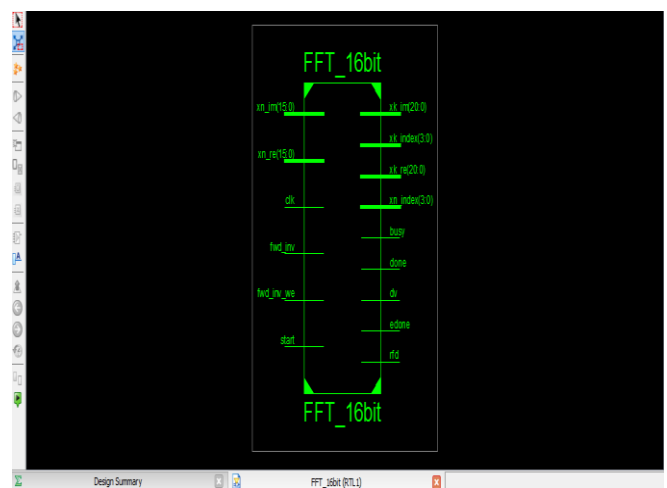 FFT_16bit
xn_im(15:0)
xn_re(15:0)
clk
fwd_inv
fwd_inv_we
start
xk_im(20:0)
xk_index(3:0)
xk_re(20:0)
xn_index(3:0)
busy
done
dv
edone
rfd
FFT_16bit
Design Summary
FFT_16bit (RTL1)